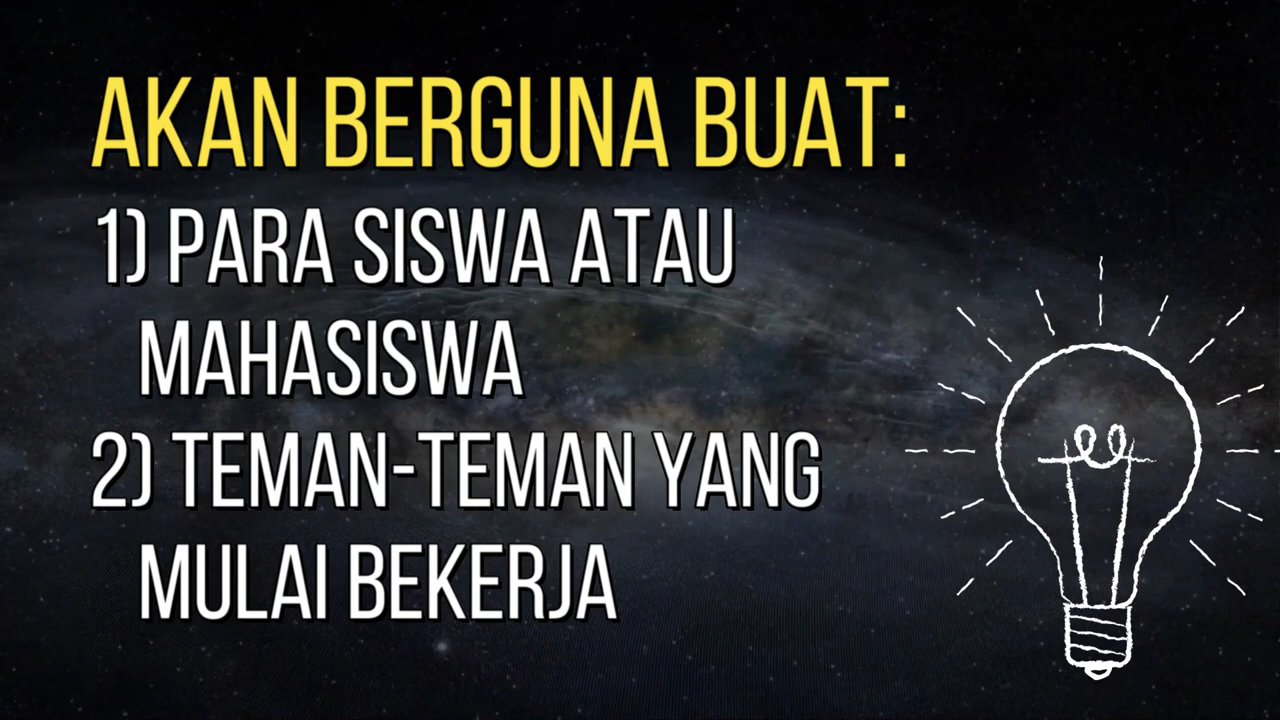 AKAN BERGUNA BUAT:
1) PARA SISWA ATAU
MAHASISWA
2) TEMAN-TEMAN YANG
MULAI BEKERJA